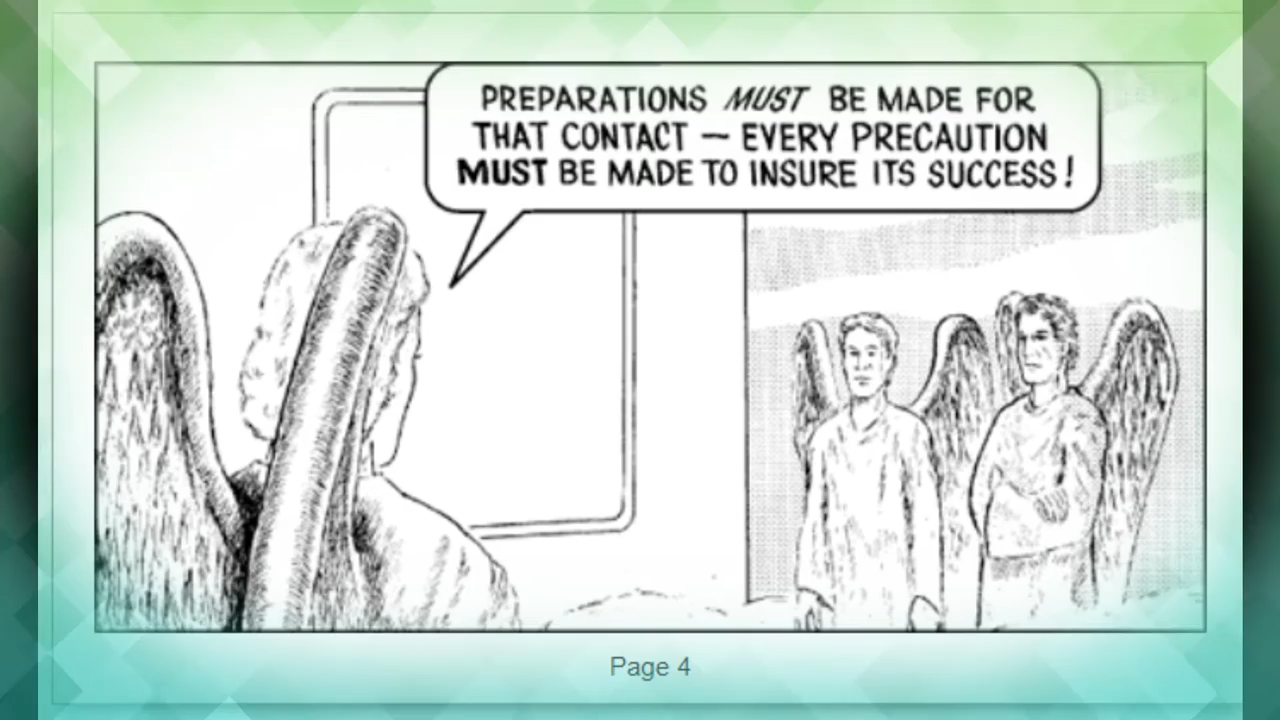 PREPARATIONS MUST BE MADE FOR
THAT CONTACT — EVERY PRECAUTION
MUST BE MADE TO INSURE ITS SUCCESS!
Page 4